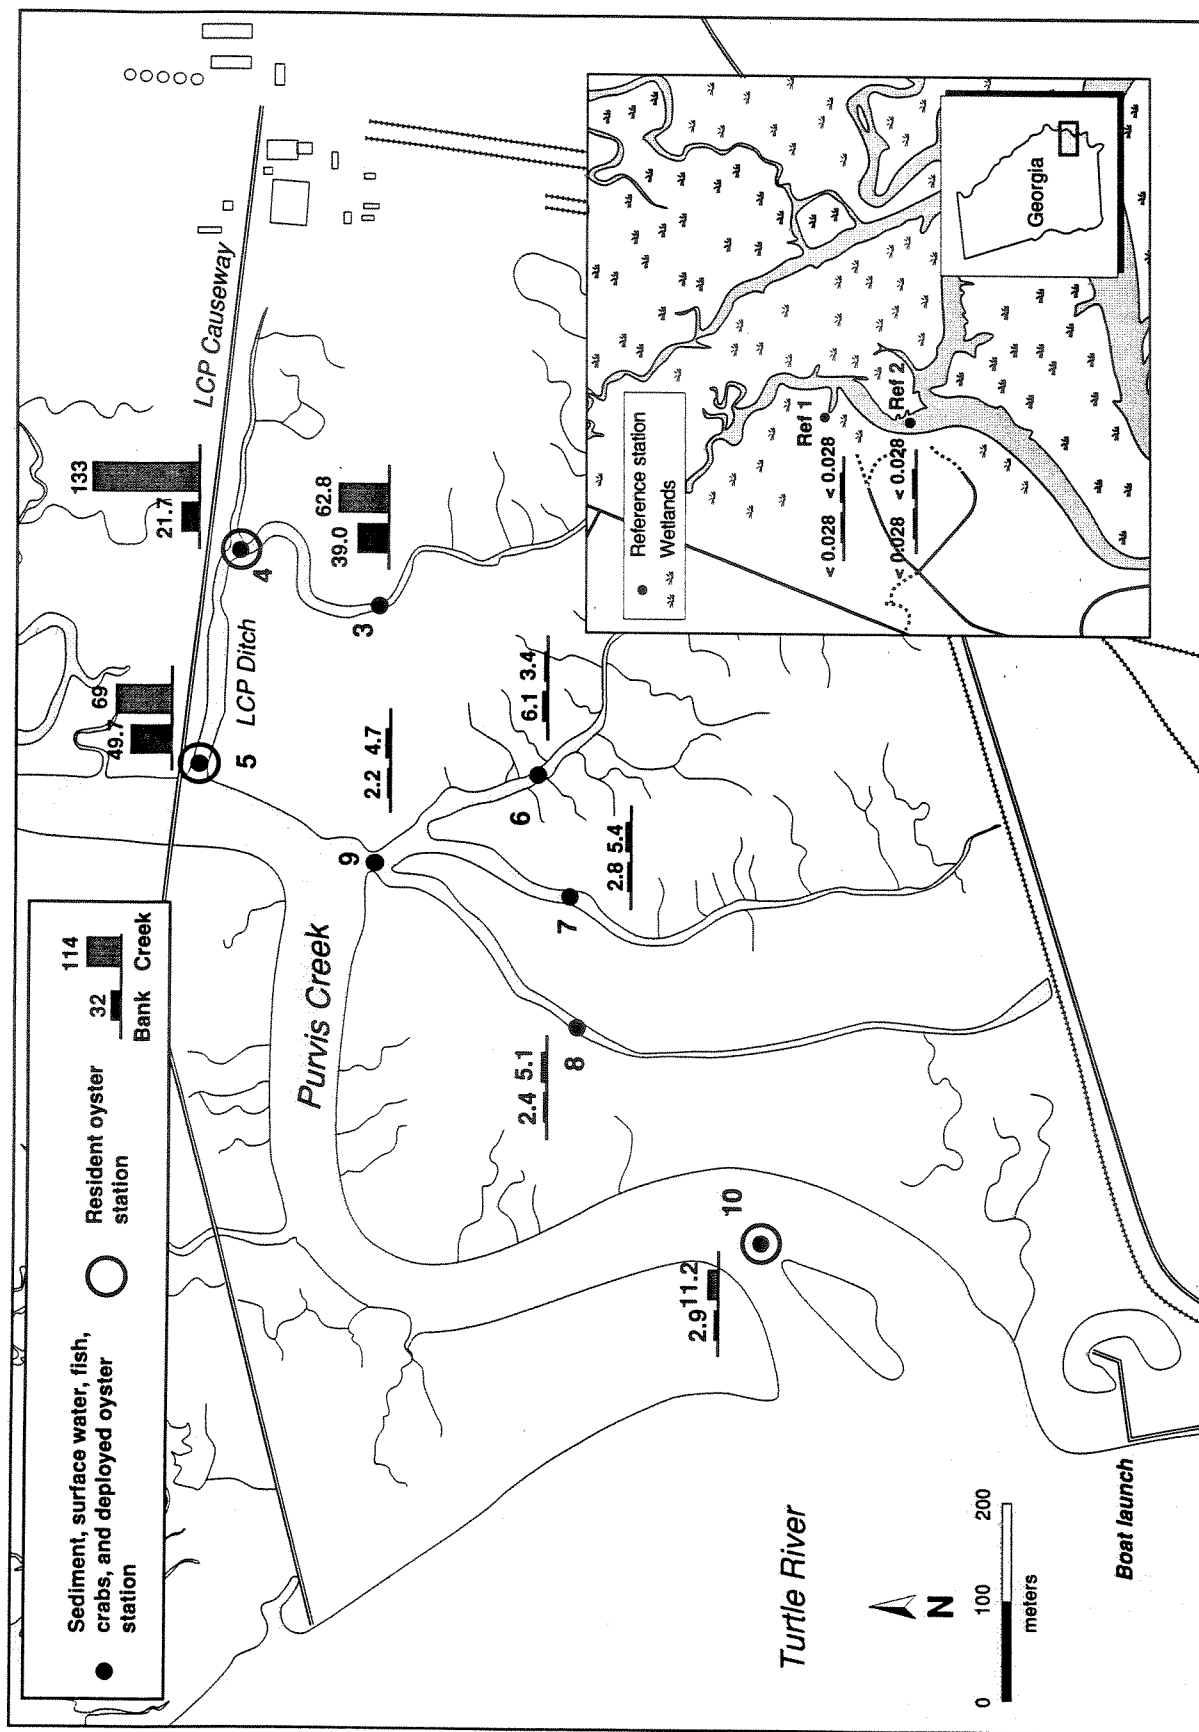 Sediment, surface water, fish,
crabs, and deployed oyster
station
Resident oyster
station
32
114
Bank Creek
LCP Causeway
LCP Ditch
Purvis Creek
Turtle River
49.7
69
5
21.7
133
4
39.0
62.8
3
2.2 4.7
9
6.1 3.4
6
2.8 5.4
7
2.4 5.1
8
2.9 11.2
10
N
0 100 200
meters
Boat launch
Reference station
Wetlands
Ref 1
< 0.028 < 0.028
Ref 2
< 0.028 < 0.028
Georgia